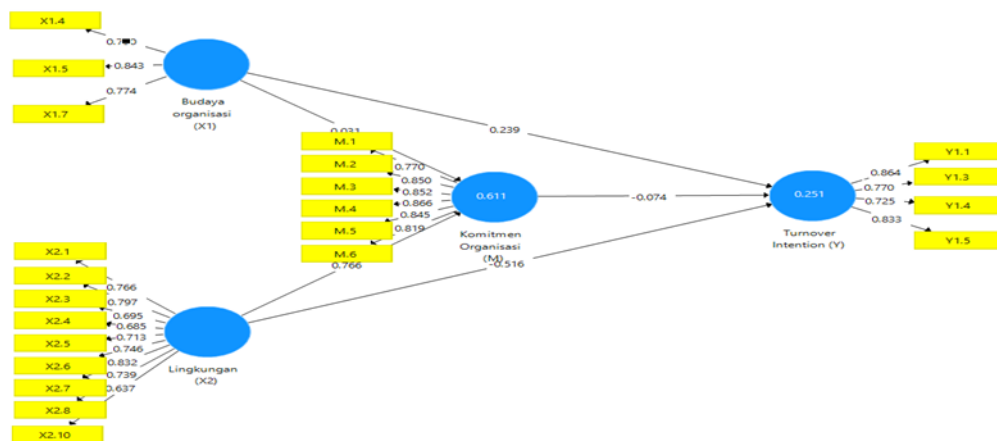 X1.4
X1.5
0.843
X1.7
0.774
Budaya
organisasi
(X1)
0.031
0.239
M.1
M.2
M.3
M.4
M.5
M.6
0.770
0.850
0.852
0.866
0.845
0.819
0.611
Komitmen
Organisasi
(M)
-0.074
0.251
Turnover
Intention (Y)
0.864
0.770
0.725
0.833
Y1.1
Y1.3
Y1.4
Y1.5
0.766
-0.516
X2.1
X2.2
X2.3
X2.4
X2.5
X2.6
X2.7
X2.8
X2.10
0.766
0.797
0.695
0.685
0.713
0.746
0.832
0.739
0.637
Lingkungan
(X2)